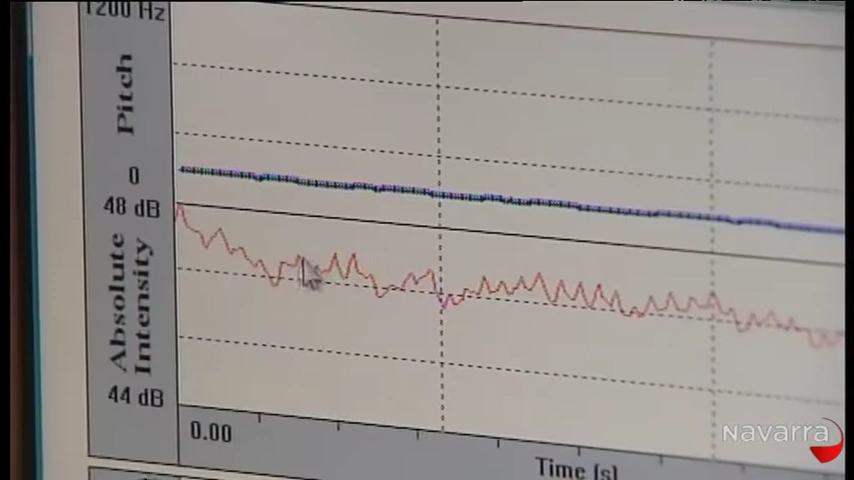 1200 Hz
Pitch
0
48 dB
Absolute
Intensity
44 dB
0.00
Time (s)
navarra